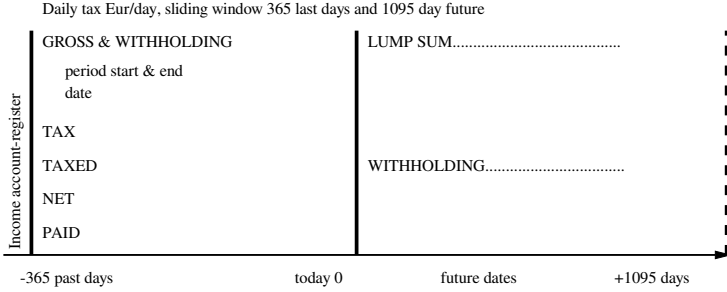 Daily tax Eur/day, sliding window 365 last days and 1095 day future
GROSS & WITHHOLDING
LUMP SUM.........................................
period start & end
date
Income account-register
TAX
TAXED
WITHHOLDING..................................
NET
PAID
-365 past days
today 0
future dates
+1095 days